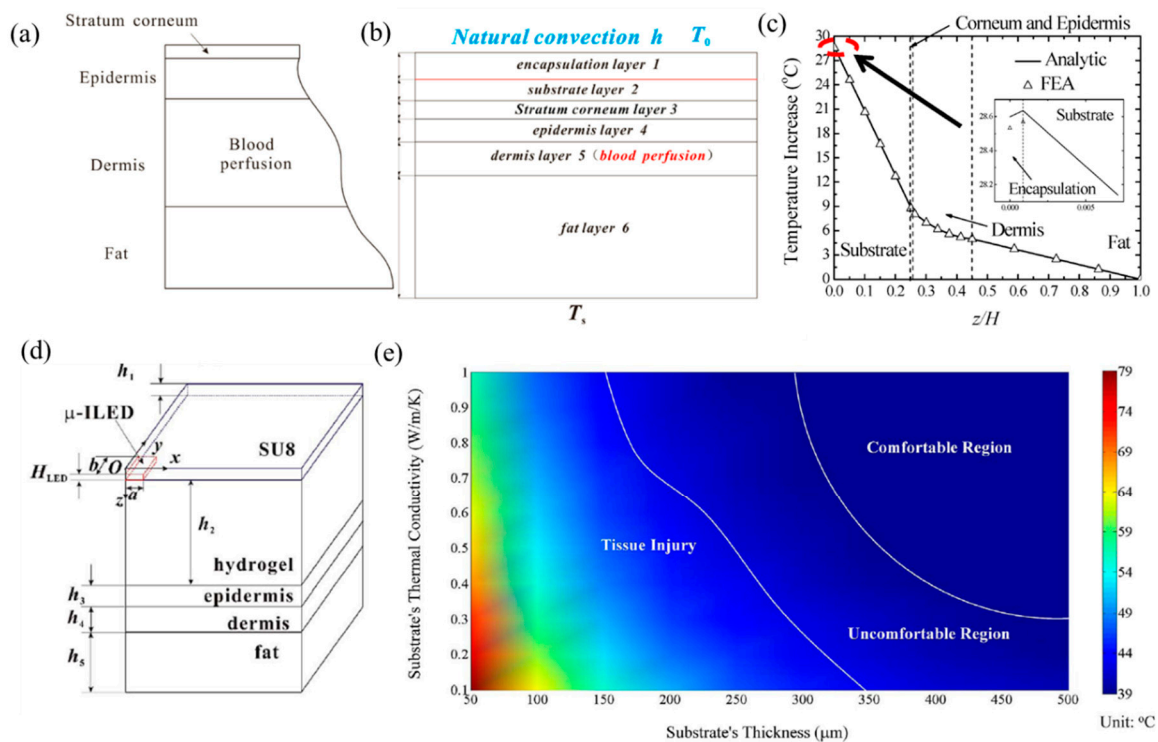 (a)
Stratum corneum
Epidermis
Dermis
Blood
perfusion
Fat
(b)
Natural convection h T0
encapsulation layer 1
substrate layer 2
Stratum corneum layer 3
epidermis layer 4
dermis layer 5 (blood perfusion)
fat layer 6
Ts
(c)
Corneum and Epidermis
Analytic
FEA
Substrate
Encapsulation
28.6
28.4
28.2
0.000 0.005
Dermis
Substrate
Fat
Temperature Increase (°C)
30
27
24
21
18
15
12
9
6
3
0
0.0 0.1 0.2 0.3 0.4 0.5 0.6 0.7 0.8 0.9 1.0
z/H
(d)
h1
μ-ILED
SU8
b O y x
HLED
z a
h2
hydrogel
h3
epidermis
h4
dermis
h5
fat
(e)
Substrate's Thermal Conductivity (W/m/K)
1
0.9
0.8
0.7
0.6
0.5
0.4
0.3
0.2
0.1
Comfortable Region
Tissue Injury
Uncomfortable Region
50 100 150 200 250 300 350 400 450 500
Substrate's Thickness (μm)
79
74
69
64
59
54
49
44
39
Unit: °C